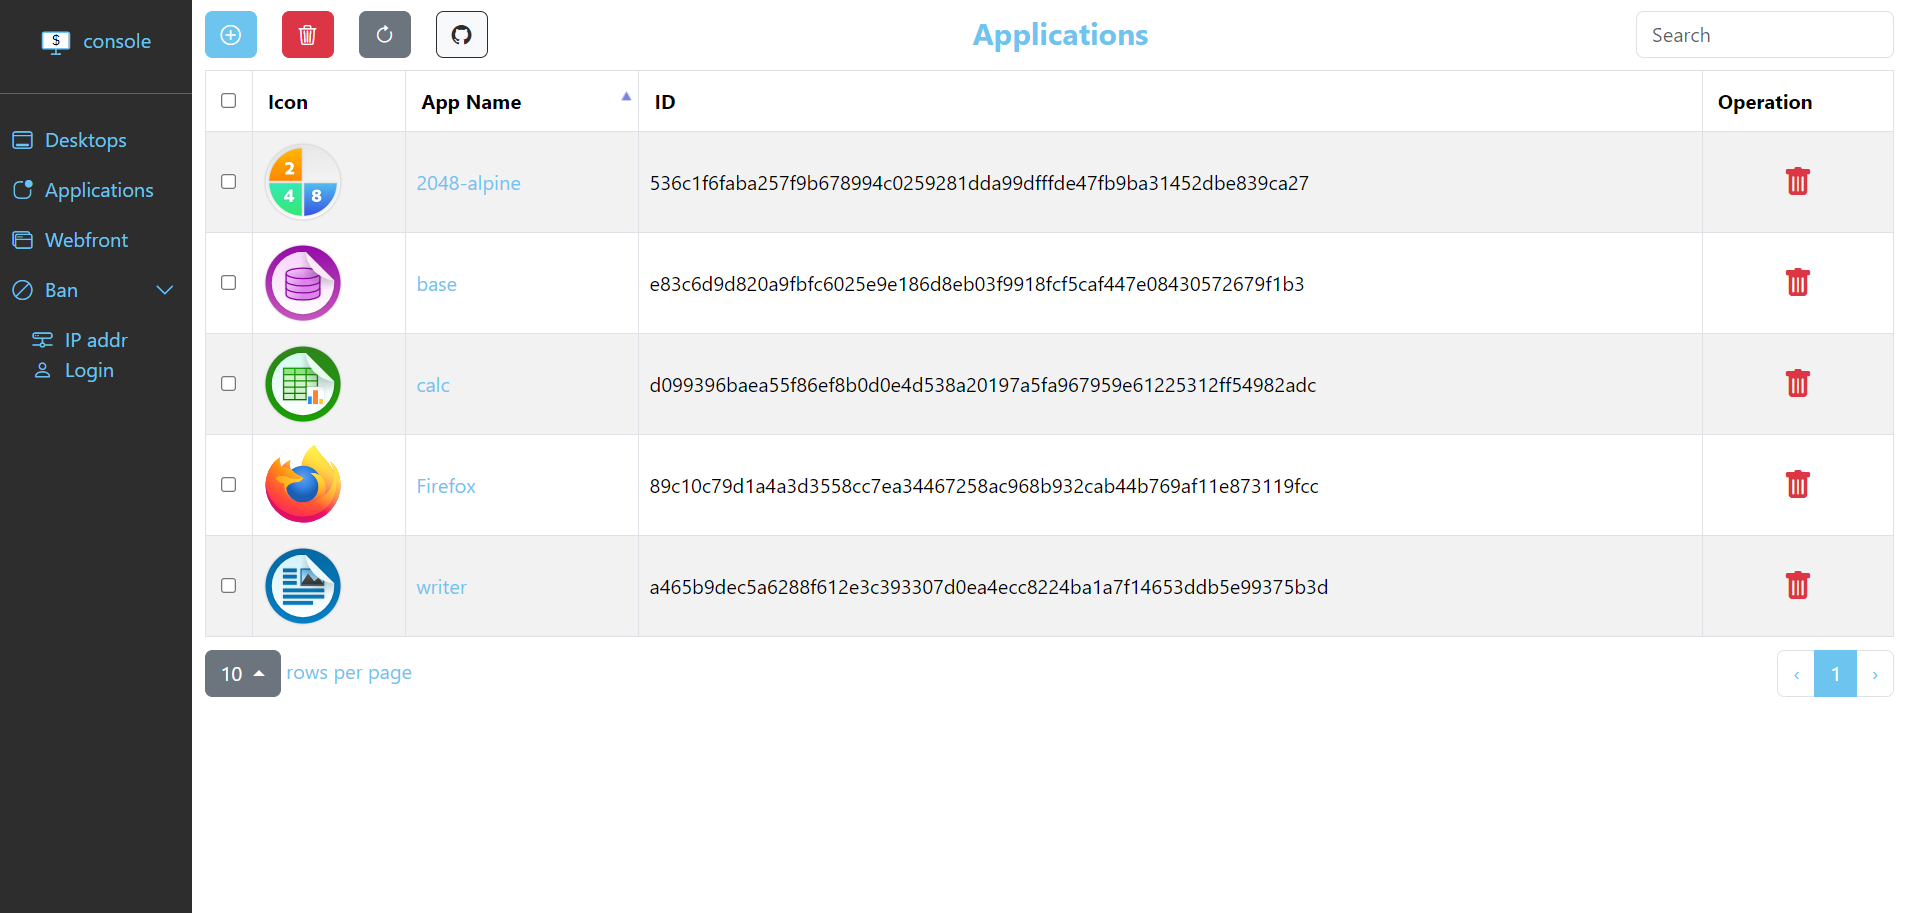 $ console
Desktops
Applications
Webfront
Ban
IP addr
Login
Applications
Search
Icon App Name ID Operation
2 4 8 2048-alpine 536c1f6faba257f9b678994c0259281dda99dfffde47fb9ba31452dbe839ca27
base e83c6d9d820a9fbfc6025e9e186d8eb03f9918fcf5caf447e08430572679f1b3
calc d099396baea55f86ef8b0d0e4d538a20197a5fa967959e61225312ff54982adc
Firefox 89c10c79d1a4a3d3558cc7ea34467258ac968b932cab44b769af11e873119fcc
writer a465b9dec5a6288f612e3c393307d0ea4ecc8224ba1a7f14653ddb5e99375b3d
10 rows per page ‹ 1 ›